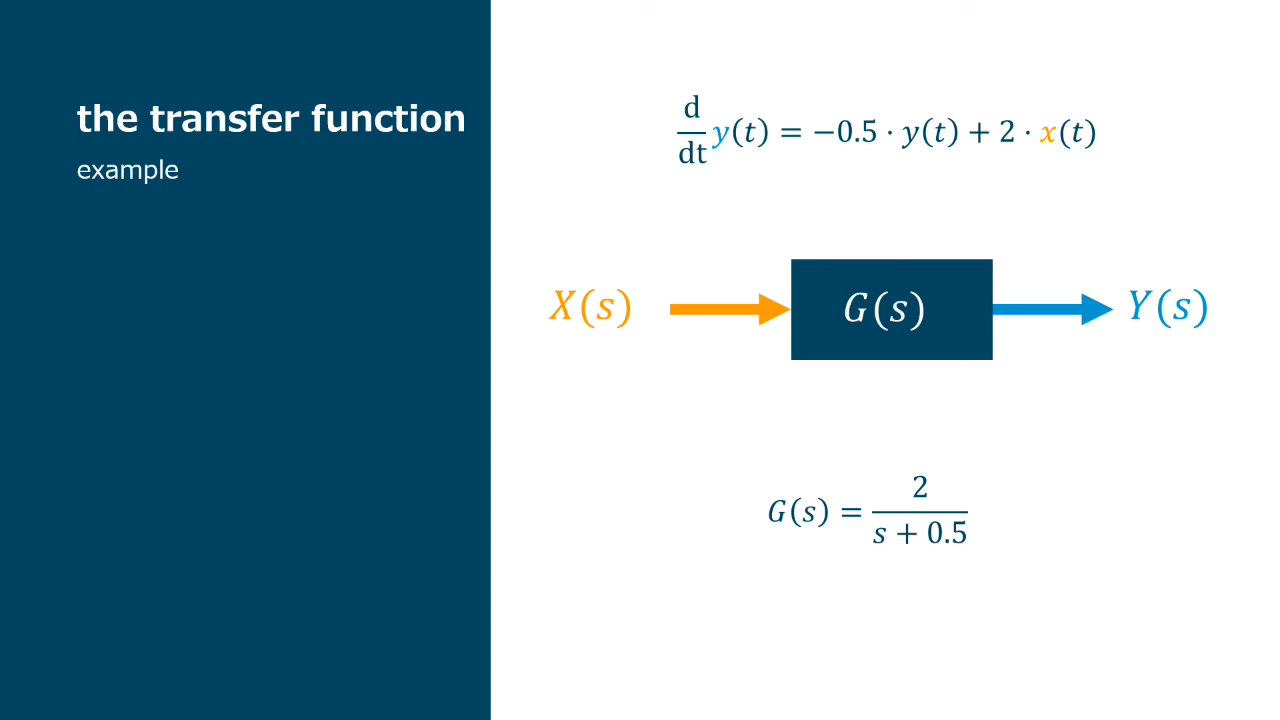 the transfer function
example
d/dt y(t) = −0.5 · y(t) + 2 · x(t)
X(s) G(s) Y(s)
G(s) = 2/(s + 0.5)